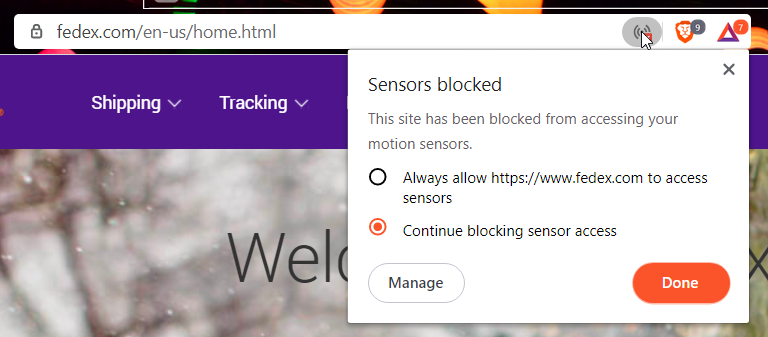 fedex.com/en-us/home.html
9
7
Shipping
Tracking
Sensors blocked
This site has been blocked from accessing your
motion sensors.
Always allow https://www.fedex.com to access
sensors
Continue blocking sensor access
Manage
Done